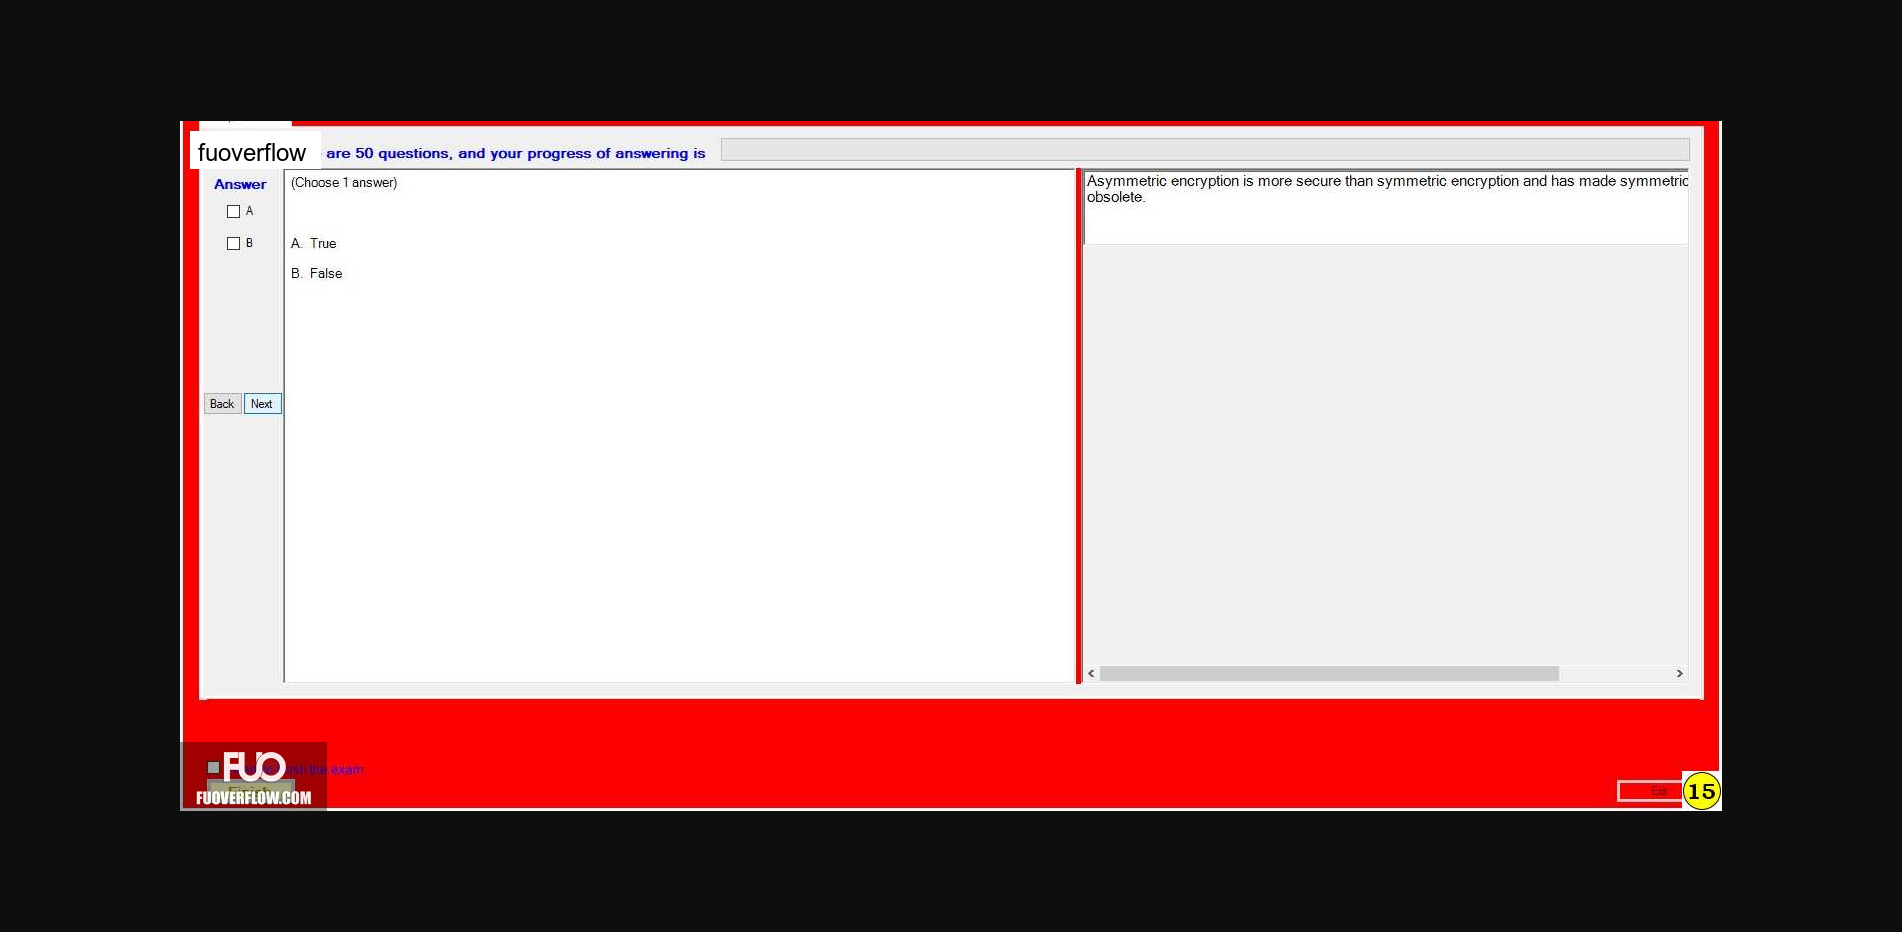 fuoverflow are 50 questions, and your progress of answering is
Answer
A
B
Back Next
(Choose 1 answer)
A. True
B. False
Asymmetric encryption is more secure than symmetric encryption and has made symmetric
obsolete.
FUO
the exam
FUOVERFLOW.COM
Exit
15